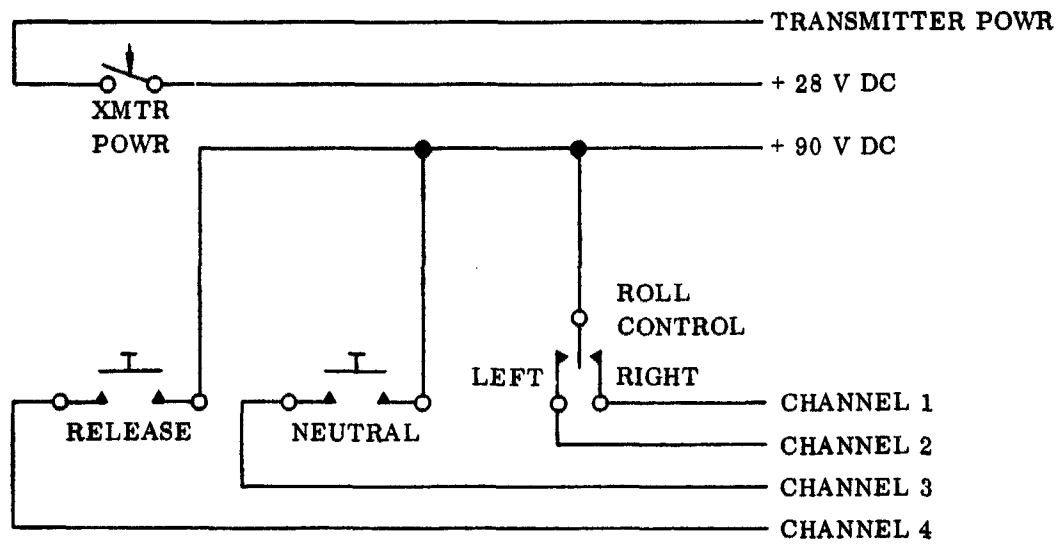 TRANSMITTER POWR
+ 28 V DC
XMTR
POWR
+ 90 V DC
ROLL
CONTROL
LEFT
RIGHT
CHANNEL 1
RELEASE
NEUTRAL
CHANNEL 2
CHANNEL 3
CHANNEL 4